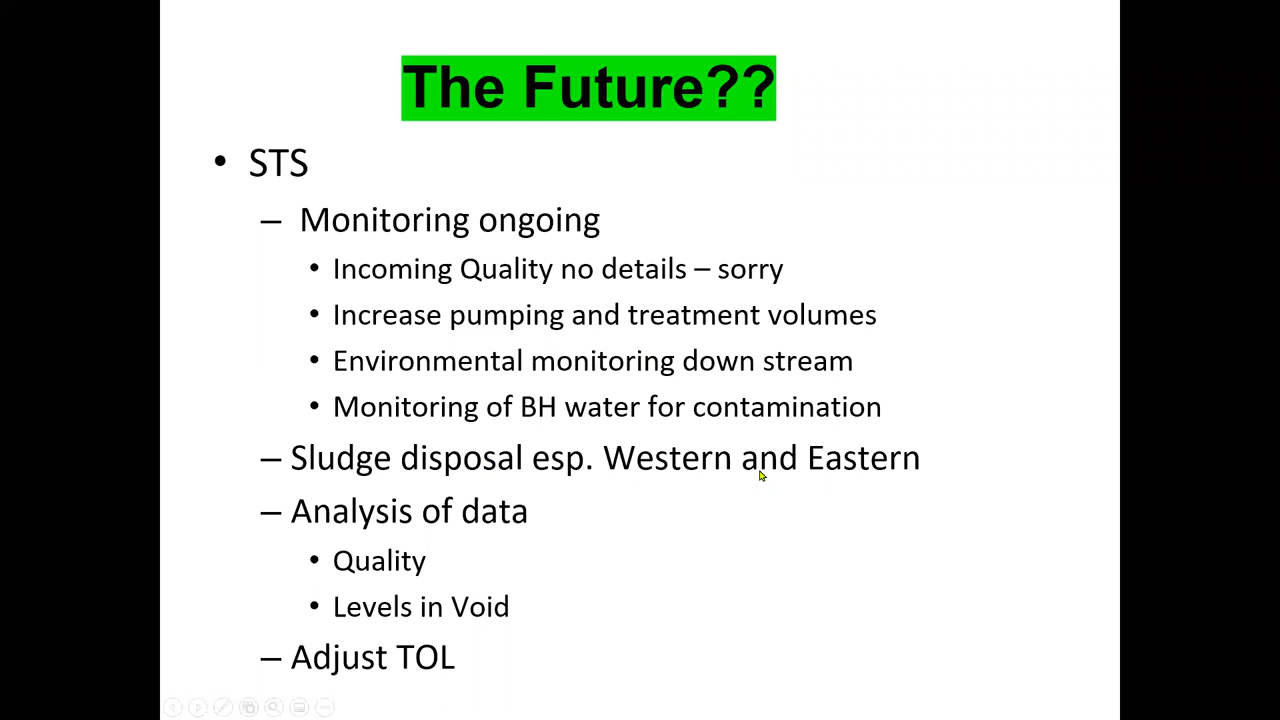 The Future??
• STS
– Monitoring ongoing
• Incoming Quality no details – sorry
• Increase pumping and treatment volumes
• Environmental monitoring down stream
• Monitoring of BH water for contamination
– Sludge disposal esp. Western and Eastern
– Analysis of data
• Quality
• Levels in Void
– Adjust TOL